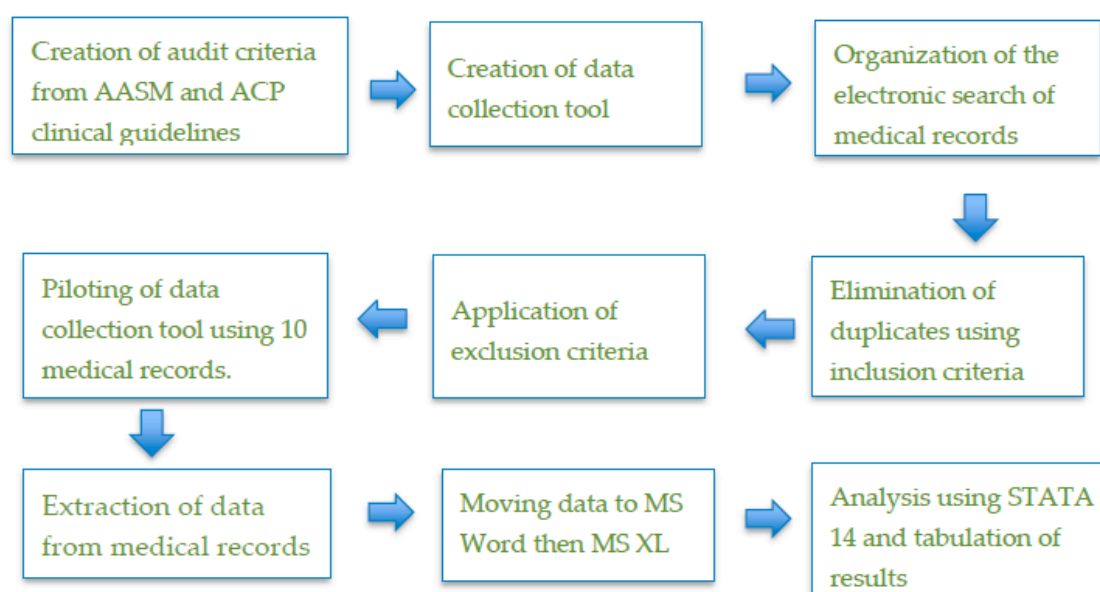 Creation of audit criteria
from AASM and ACP
clinical guidelines
Creation of data
collection tool
Organization of the
electronic search of
medical records
Elimination of
duplicates using
inclusion criteria
Application of
exclusion criteria
Piloting of data
collection tool using 10
medical records.
Extraction of data
from medical records
Moving data to MS
Word then MS XL
Analysis using STATA
14 and tabulation of
results